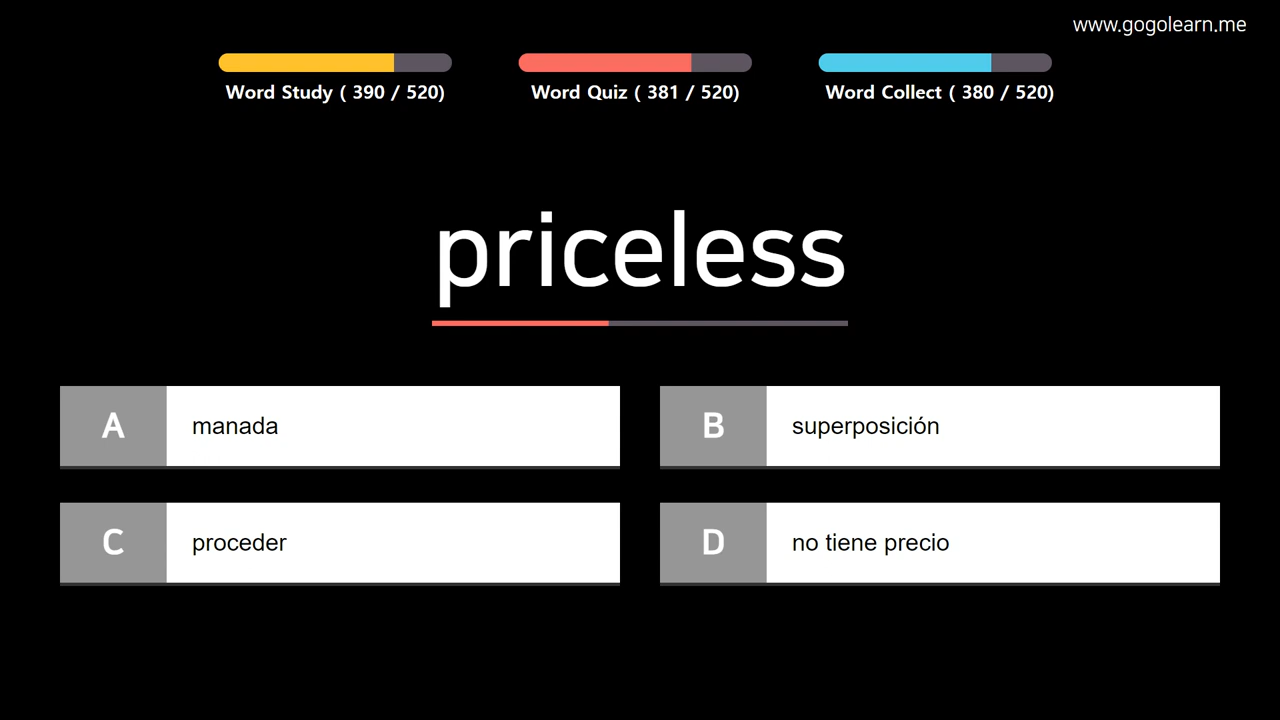 www.gogolearn.me
Word Study ( 390 / 520)
Word Quiz ( 381 / 520)
Word Collect ( 380 / 520)
priceless
A manada
B superposición
C proceder
D no tiene precio